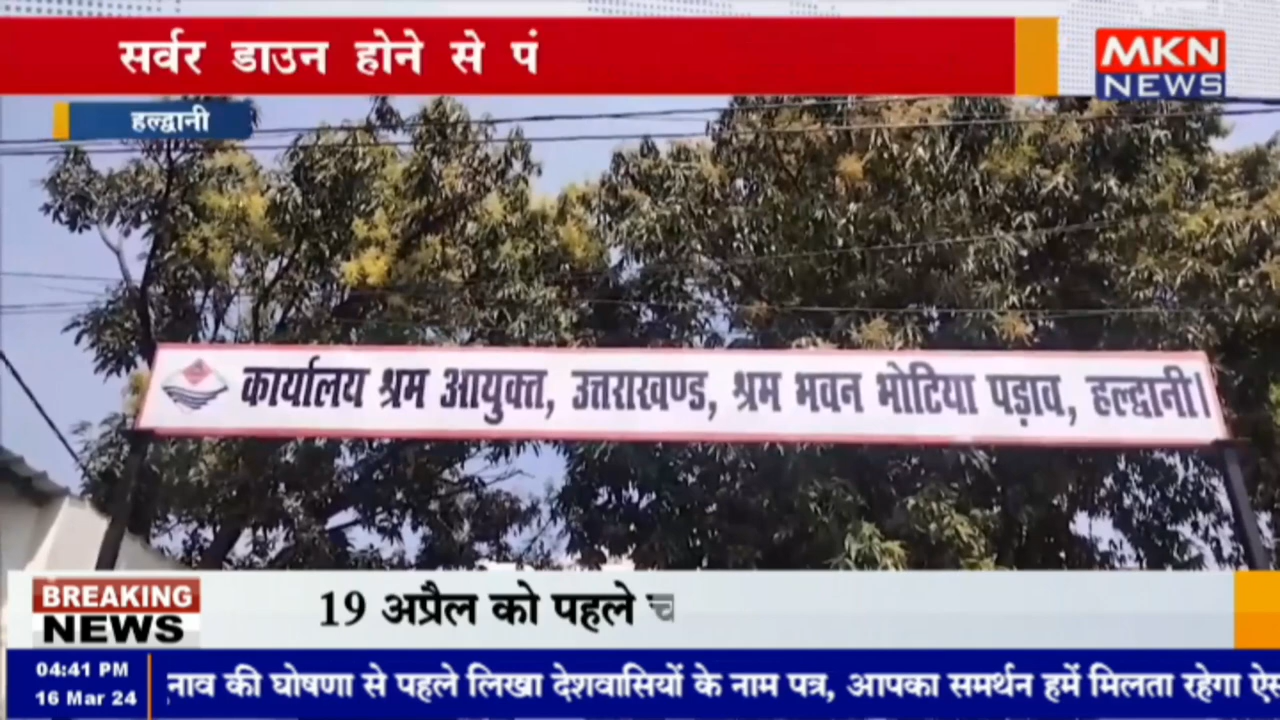 सर्वर डाउन होने से पं
MKN
NEWS
हल्द्वानी
कार्यालय श्रम आयुक्त, उत्तराखण्ड, श्रम भवन भोटिया पड़ाव, हल्द्वानी।
BREAKING
NEWS
19 अप्रैल को पहले
04:41 PM
16 Mar 24
नाव की घोषणा से पहले लिखा देशवासियों के नाम पत्र, आपका समर्थन हमें मिलता रहेगा